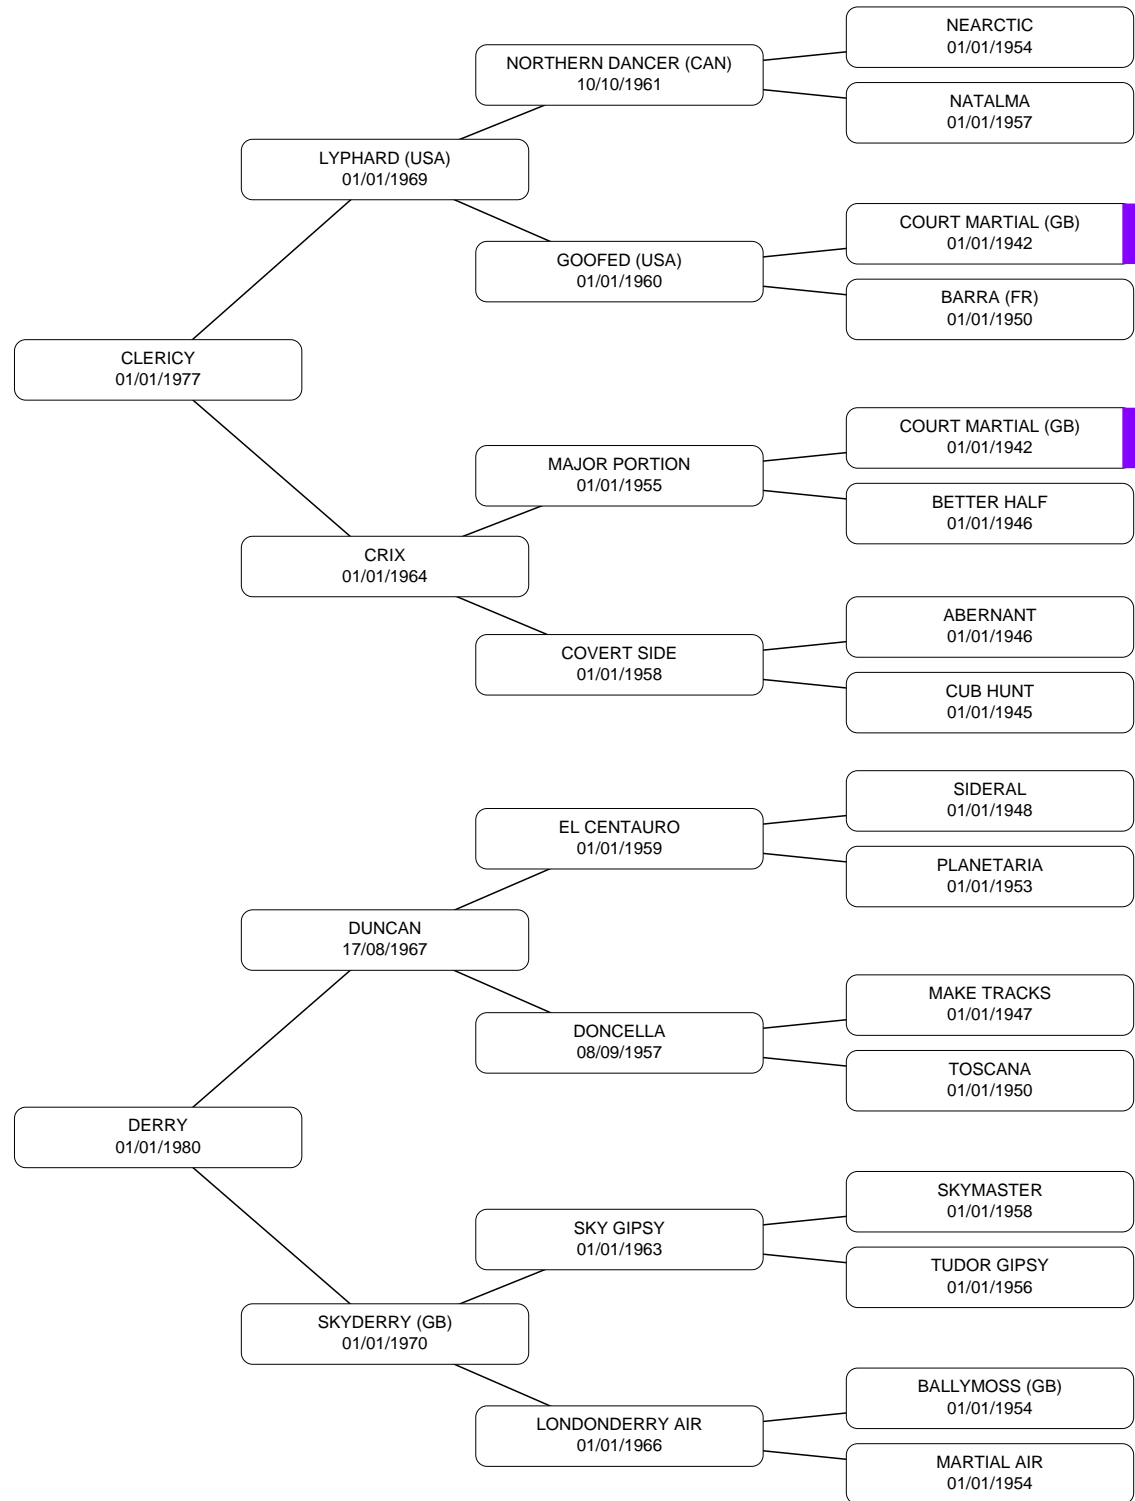 NEARCTIC
01/01/1954
NORTHERN DANCER (CAN)
10/10/1961
NATALMA
01/01/1957
LYPHARD (USA)
01/01/1969
COURT MARTIAL (GB)
01/01/1942
GOOFED (USA)
01/01/1960
BARRA (FR)
01/01/1950
CLERICY
01/01/1977
COURT MARTIAL (GB)
01/01/1942
MAJOR PORTION
01/01/1955
BETTER HALF
01/01/1946
CRIX
01/01/1964
ABERNANT
01/01/1946
COVERT SIDE
01/01/1958
CUB HUNT
01/01/1945
SIDERAL
01/01/1948
EL CENTAURO
01/01/1959
PLANETARIA
01/01/1953
DUNCAN
17/08/1967
MAKE TRACKS
01/01/1947
DONCELLA
08/09/1957
TOSCANA
01/01/1950
DERRY
01/01/1980
SKYMASTER
01/01/1958
SKY GIPSY
01/01/1963
TUDOR GIPSY
01/01/1956
SKYDERRY (GB)
01/01/1970
BALLYMOSS (GB)
01/01/1954
LONDONDERRY AIR
01/01/1966
MARTIAL AIR
01/01/1954